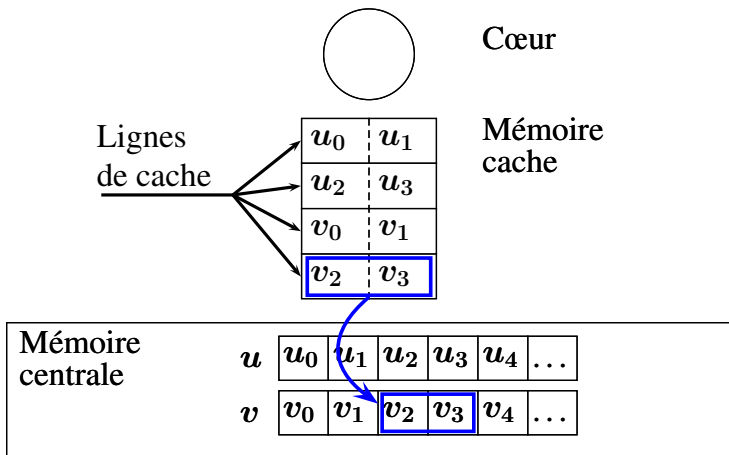 Cœur
Lignes
de cache
Mémoire
cache
u₀ u₁
u₂ u₃
v₀ v₁
v₂ v₃
Mémoire
centrale
u u₀ u₁ u₂ u₃ u₄ ...
v v₀ v₁ v₂ v₃ v₄ ...